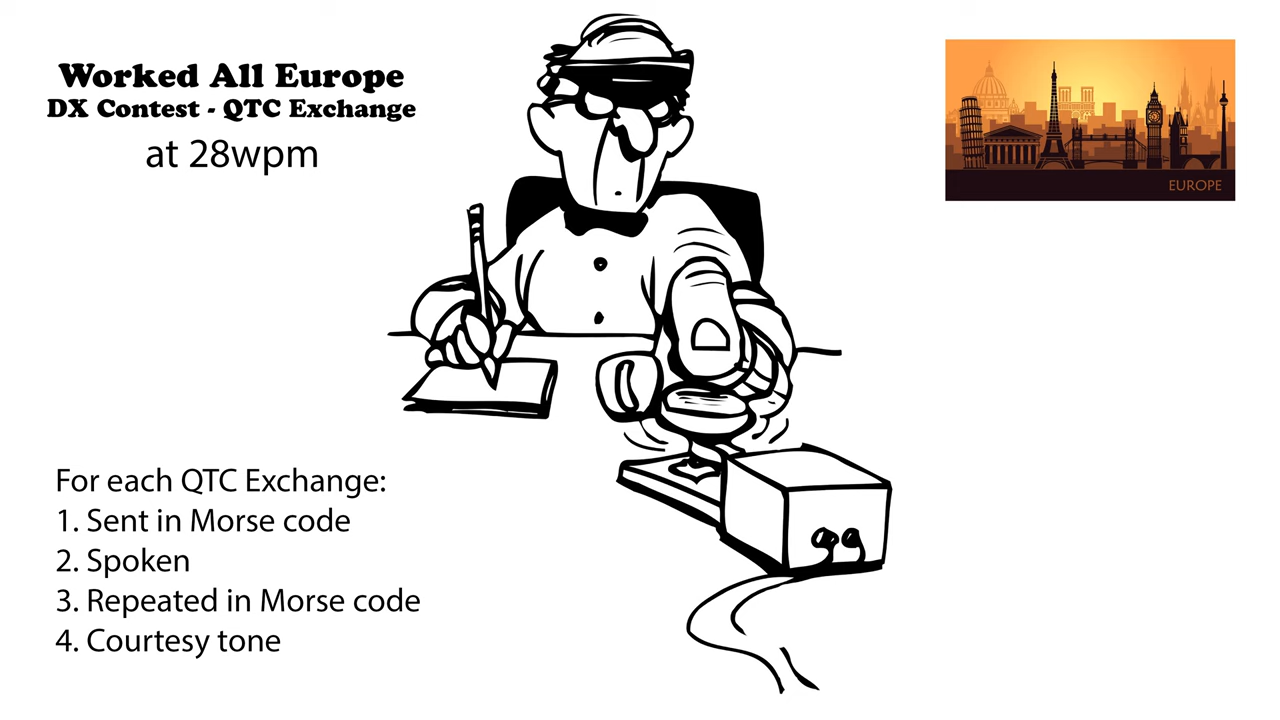 Worked All Europe
DX Contest - QTC Exchange
at 28wpm
EUROPE
For each QTC Exchange:
1. Sent in Morse code
2. Spoken
3. Repeated in Morse code
4. Courtesy tone